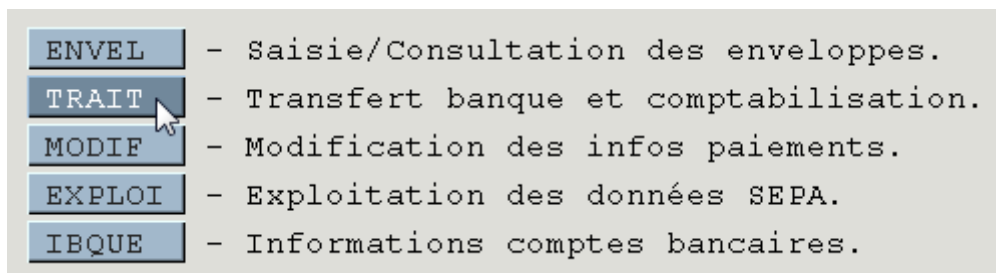 ENVEL - Saisie/Consultation des enveloppes.
TRAIT - Transfert banque et comptabilisation.
MODIF - Modification des infos paiements.
EXPLOI - Exploitation des données SEPA.
IBQUE - Informations comptes bancaires.